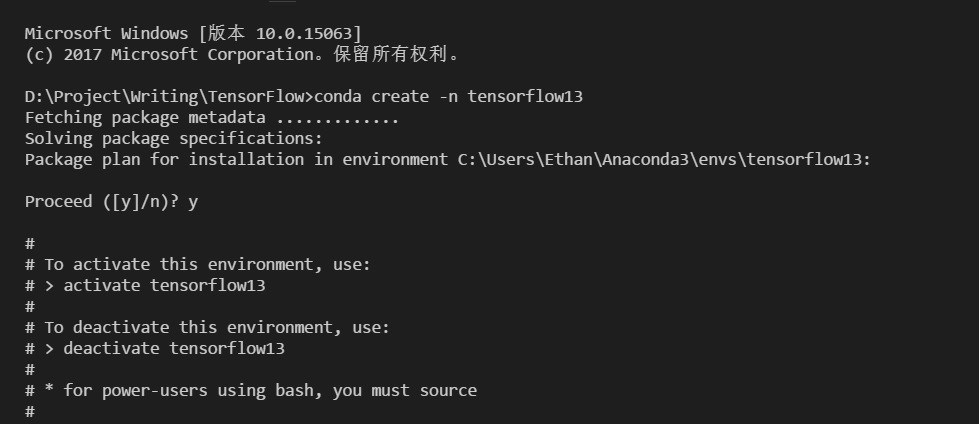 Microsoft Windows [版本 10.0.15063]
(c) 2017 Microsoft Corporation。保留所有权利。
D:\Project\Writing\TensorFlow>conda create -n tensorflow13
Fetching package metadata .............
Solving package specifications:
Package plan for installation in environment C:\Users\Ethan\Anaconda3\envs\tensorflow13:
Proceed ([y]/n)? y
#
# To activate this environment, use:
# > activate tensorflow13
#
# To deactivate this environment, use:
# > deactivate tensorflow13
#
# * for power-users using bash, you must source
#